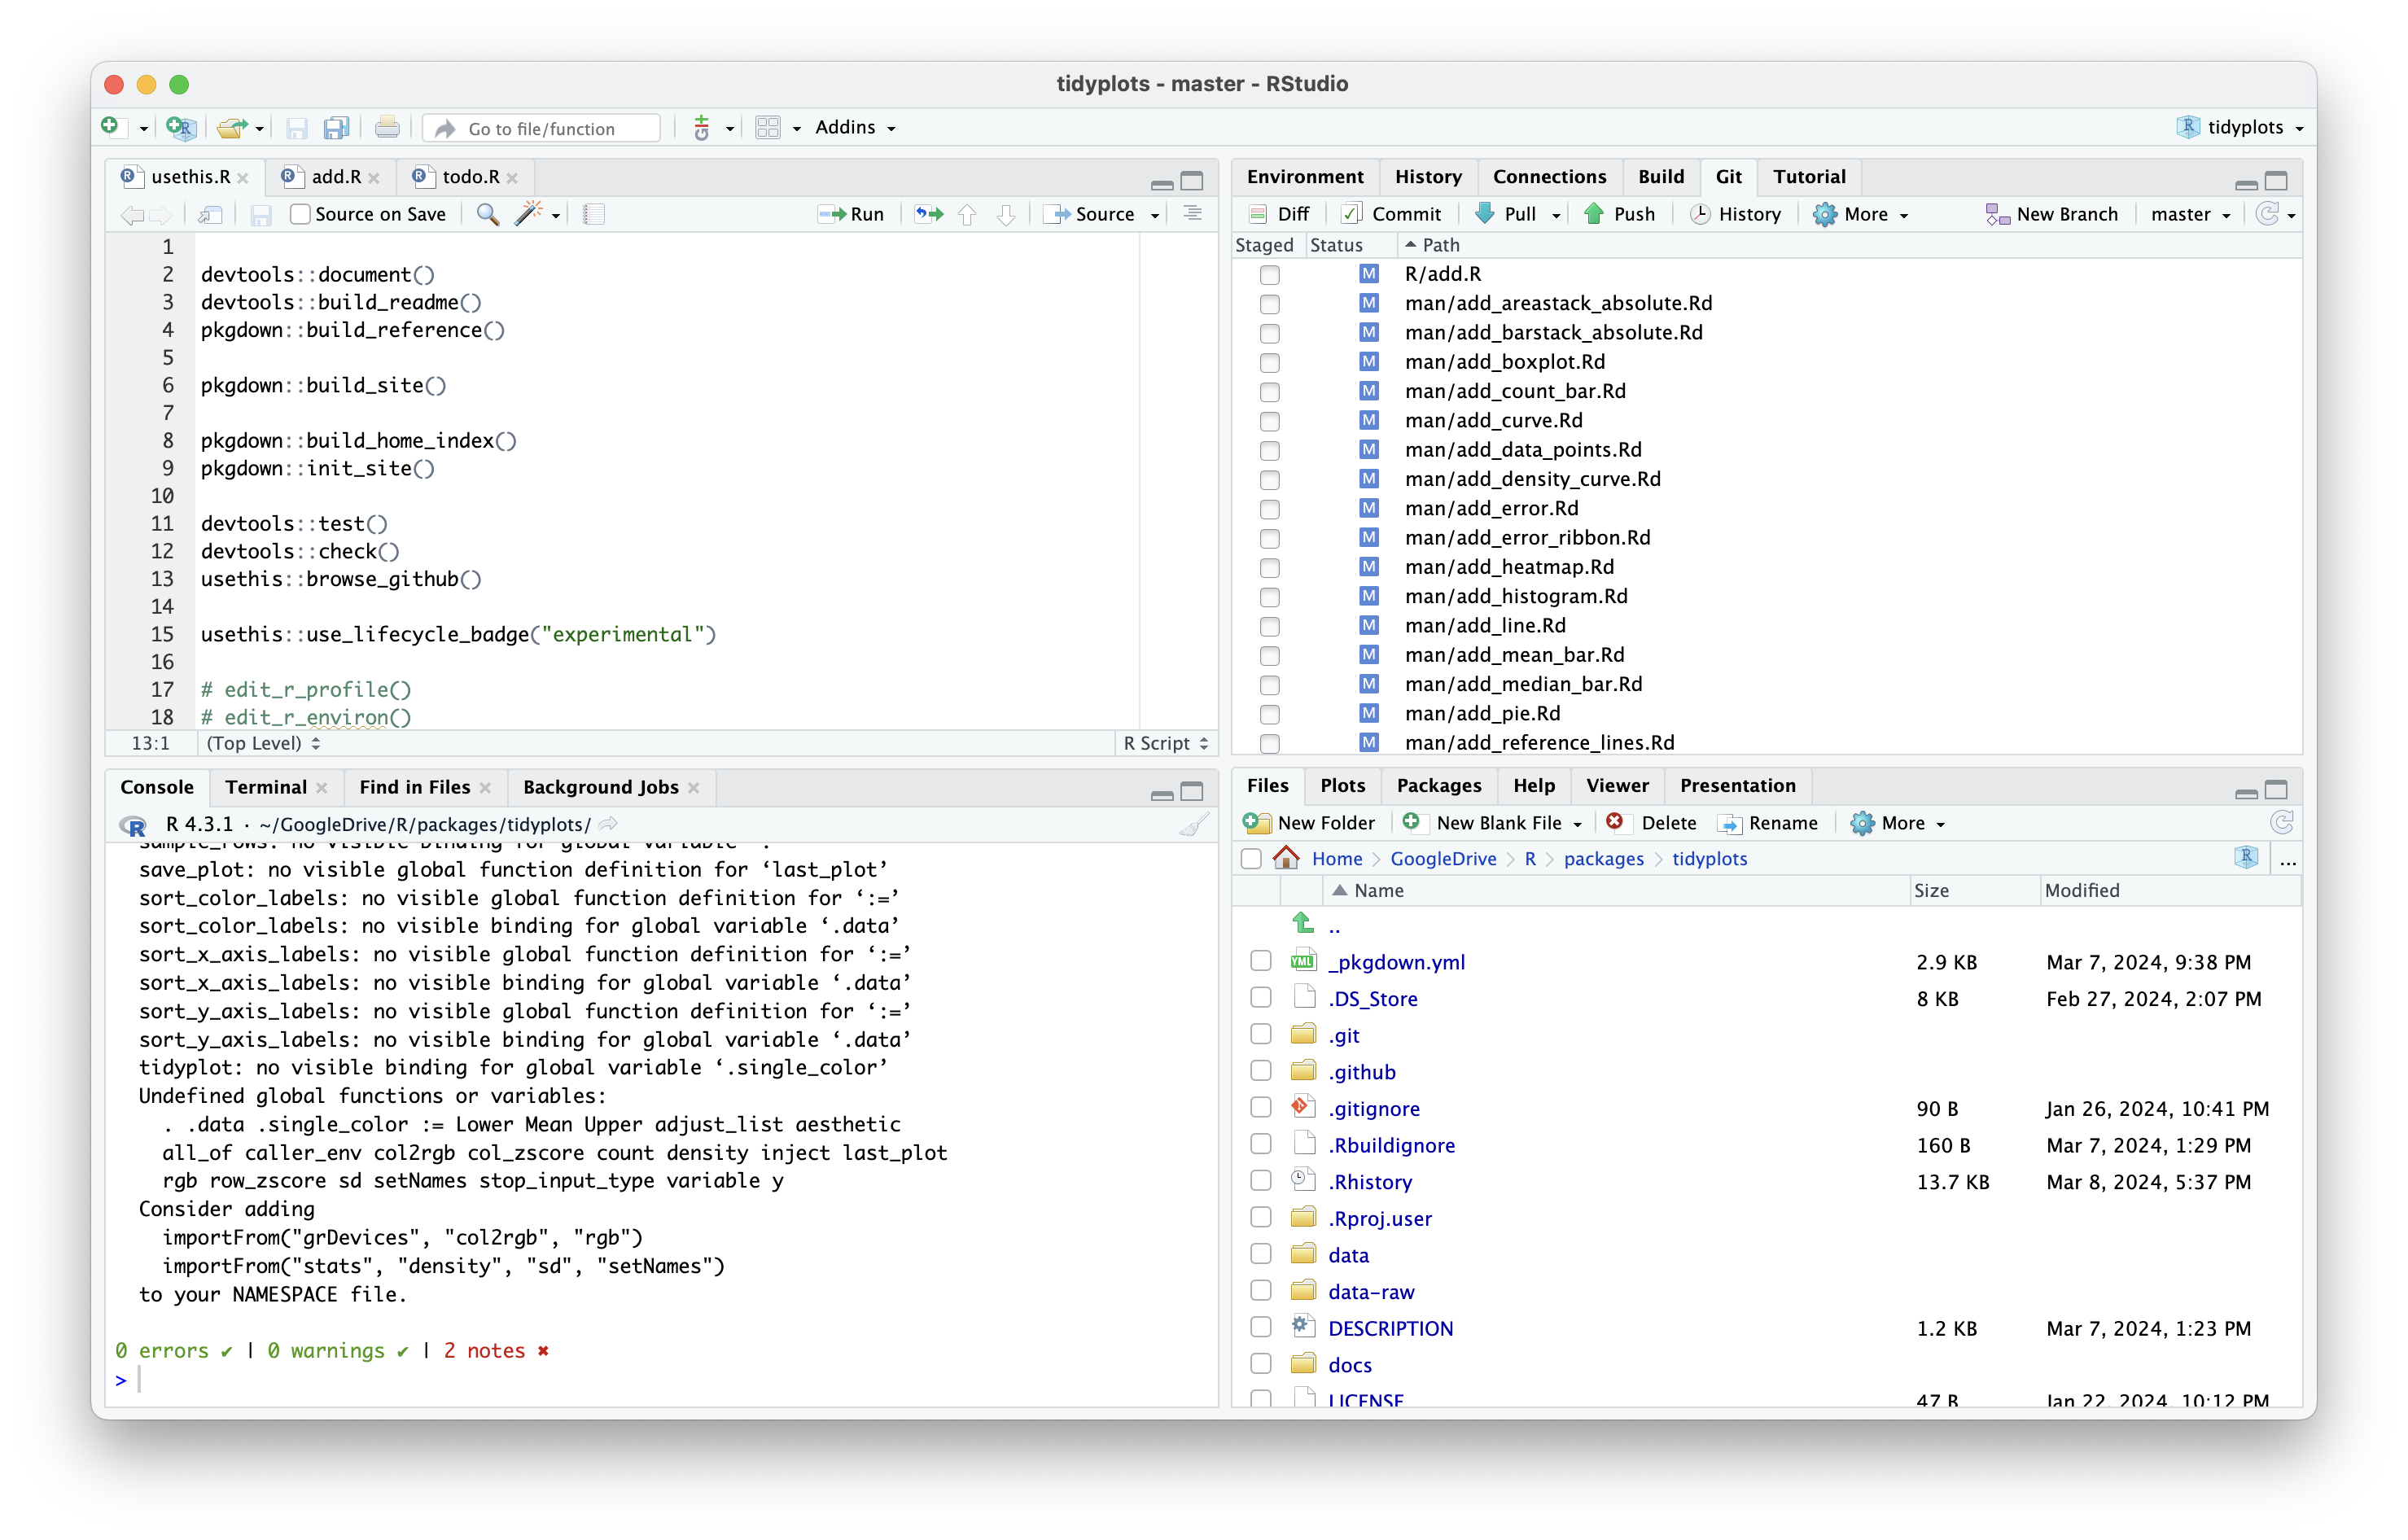 tidyplots - master - RStudio
Go to file/function
Addins
tidyplots
usethis.R
add.R
todo.R
Source on Save
Run
Source
1
2 devtools::document()
3 devtools::build_readme()
4 pkgdown::build_reference()
5
6 pkgdown::build_site()
7
8 pkgdown::build_home_index()
9 pkgdown::init_site()
10
11 devtools::test()
12 devtools::check()
13 usethis::browse_github()
14
15 usethis::use_lifecycle_badge("experimental")
16
17 # edit_r_profile()
18 # edit_r_environ()
13:1 (Top Level) R Script
Environment History Connections Build Git Tutorial
Diff Commit Pull Push History More New Branch master
Staged Status Path
M R/add.R
M man/add_areastack_absolute.Rd
M man/add_barstack_absolute.Rd
M man/add_boxplot.Rd
M man/add_count_bar.Rd
M man/add_curve.Rd
M man/add_data_points.Rd
M man/add_density_curve.Rd
M man/add_error.Rd
M man/add_error_ribbon.Rd
M man/add_heatmap.Rd
M man/add_histogram.Rd
M man/add_line.Rd
M man/add_mean_bar.Rd
M man/add_median_bar.Rd
M man/add_pie.Rd
M man/add_reference_lines.Rd
Console Terminal Find in Files Background Jobs
R 4.3.1 · ~/GoogleDrive/R/packages/tidyplots/
sample_rows: no visible binding for global variable ‘.’
save_plot: no visible global function definition for ‘last_plot’
sort_color_labels: no visible global function definition for ‘:=’
sort_color_labels: no visible binding for global variable ‘.data’
sort_x_axis_labels: no visible global function definition for ‘:=’
sort_x_axis_labels: no visible binding for global variable ‘.data’
sort_y_axis_labels: no visible global function definition for ‘:=’
sort_y_axis_labels: no visible binding for global variable ‘.data’
tidyplot: no visible binding for global variable ‘.single_color’
Undefined global functions or variables:
. .data .single_color := Lower Mean Upper adjust_list aesthetic
all_of caller_env col2rgb col_zscore count density inject last_plot
rgb row_zscore sd setNames stop_input_type variable y
Consider adding
importFrom("grDevices", "col2rgb", "rgb")
importFrom("stats", "density", "sd", "setNames")
to your NAMESPACE file.
0 errors ✔ | 0 warnings ✔ | 2 notes ✖
>
Files Plots Packages Help Viewer Presentation
New Folder New Blank File Delete Rename More
Home > GoogleDrive > R > packages > tidyplots
R ...
Name Size Modified
..
YML _pkgdown.yml 2.9 KB Mar 7, 2024, 9:38 PM
.DS_Store 8 KB Feb 27, 2024, 2:07 PM
.git
.github
.gitignore 90 B Jan 26, 2024, 10:41 PM
.Rbuildignore 160 B Mar 7, 2024, 1:29 PM
.Rhistory 13.7 KB Mar 8, 2024, 5:37 PM
.Rproj.user
data
data-raw
DESCRIPTION 1.2 KB Mar 7, 2024, 1:23 PM
docs
LICENSE 47 B Jan 22, 2024, 10:12 PM